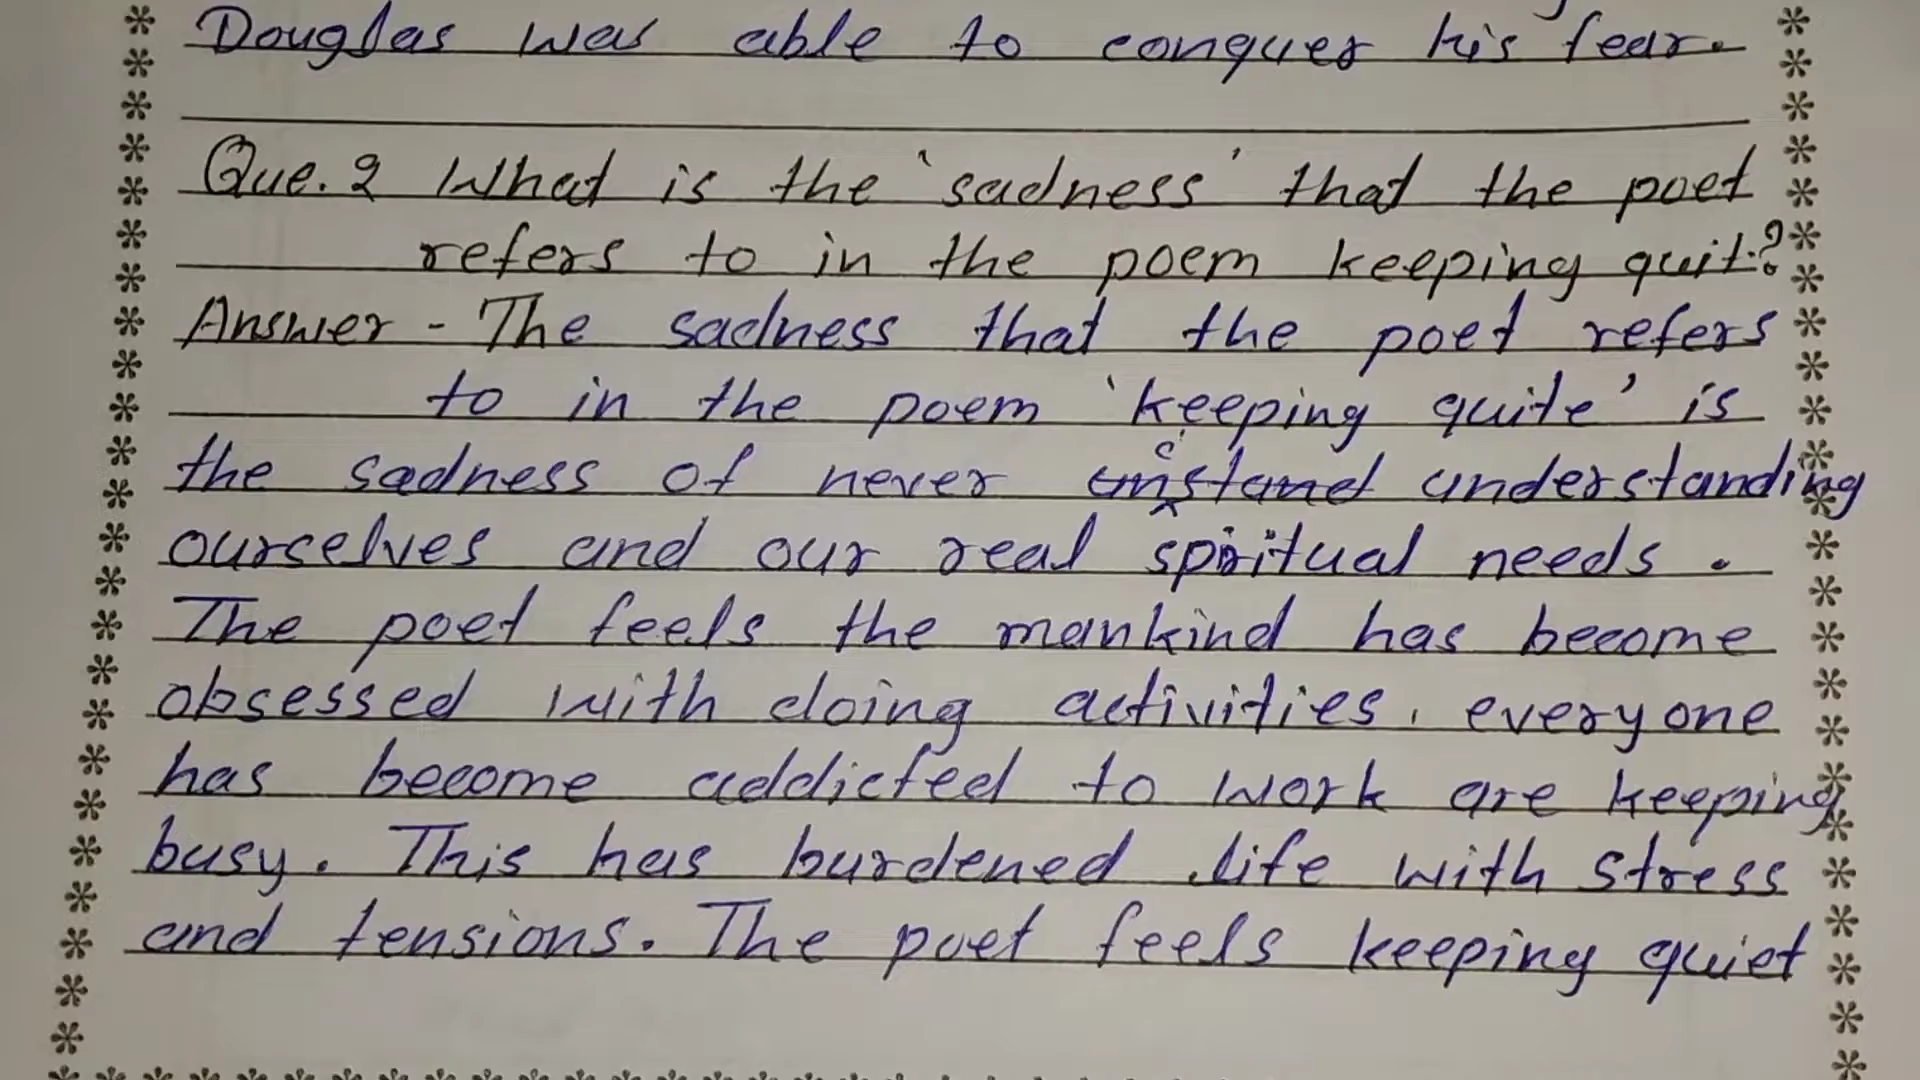 Douglas was able to conquer his fear.
Que. 2 What is the 'sadness' that the poet
refers to in the poem keeping quit?
Answer - The sadness that the poet refers
to in the poem 'keeping quite' is
the sadness of never understanding
ourselves and our real spiritual needs.
The poet feels the mankind has become
obsessed with doing activities. everyone
has become addicted to work are keeping
busy. This has burdened life with stress
and tensions. The poet feels keeping quiet